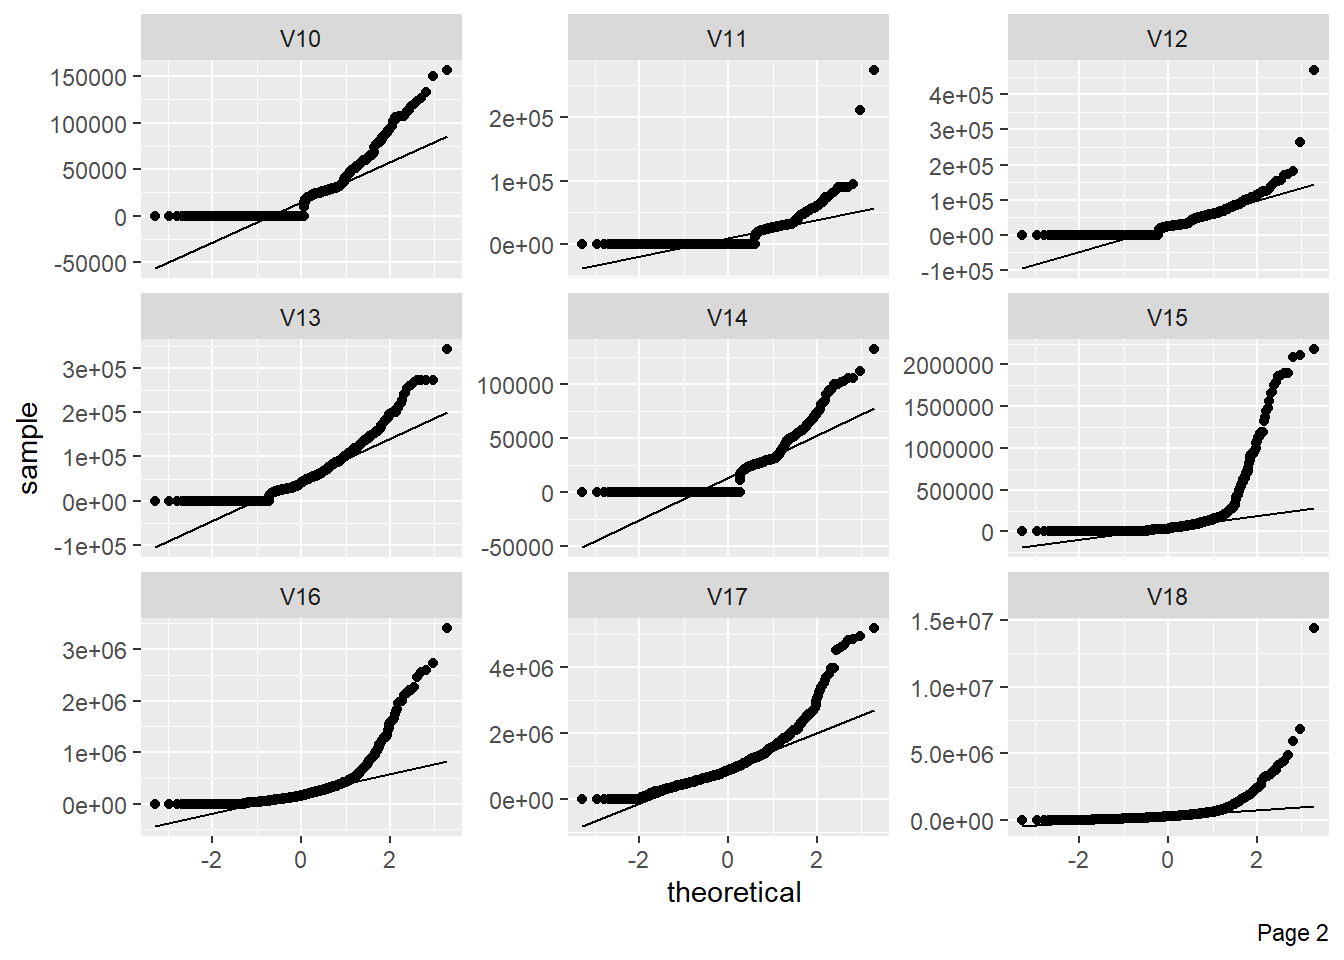 V10
V11
V12
150000
100000
50000
0
-50000
2e+05
1e+05
0e+00
4e+05
3e+05
2e+05
1e+05
0e+00
-1e+05
V13
V14
V15
sample
3e+05
2e+05
1e+05
0e+00
-1e+05
100000
50000
0
-50000
2000000
1500000
1000000
500000
0
V16
V17
V18
3e+06
2e+06
1e+06
0e+00
4e+06
2e+06
0e+00
1.5e+07
1.0e+07
5.0e+06
0.0e+00
-2 0 2
-2 0 2
-2 0 2
theoretical
Page 2